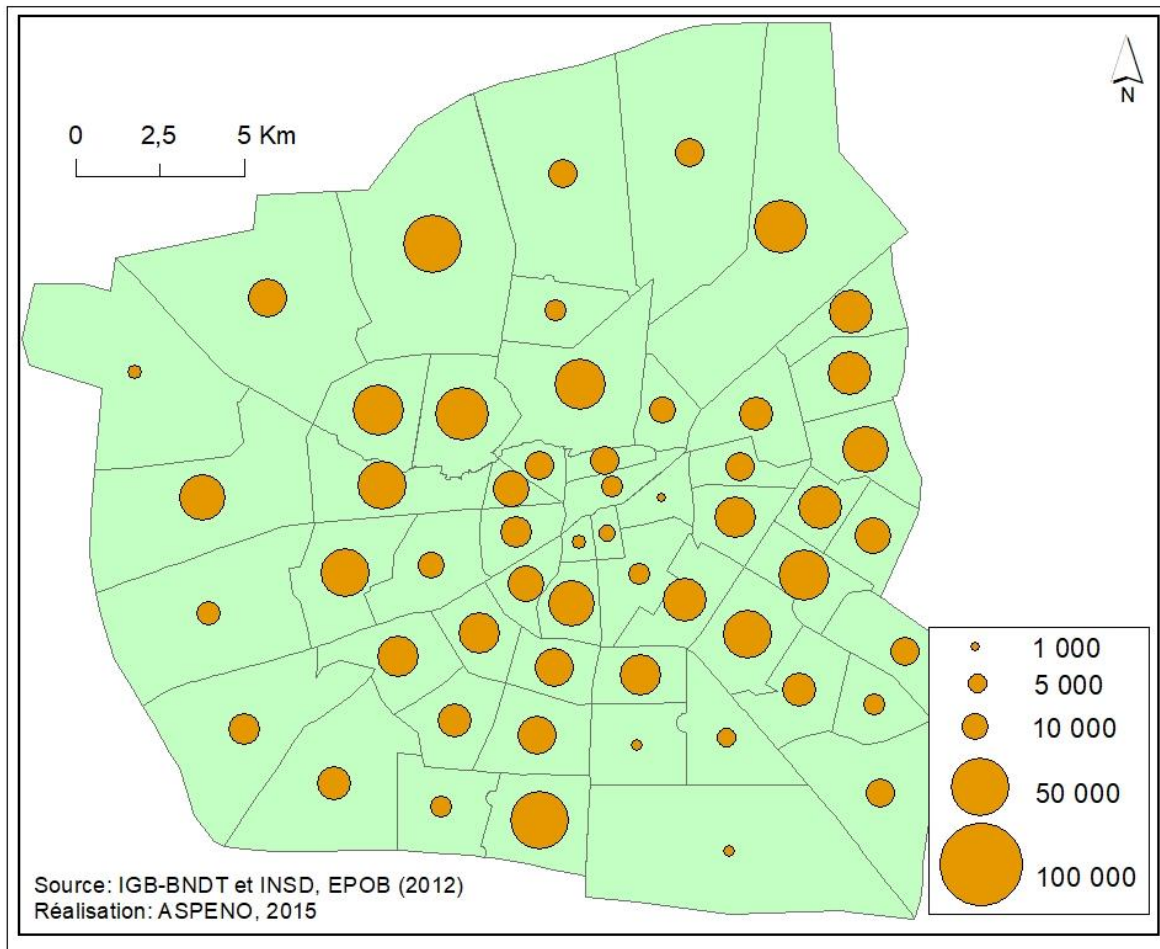 N
0 2,5 5 Km
1 000
5 000
10 000
50 000
100 000
Source: IGB-BNDT et INSD, EPOB (2012)
Réalisation: ASPENO, 2015